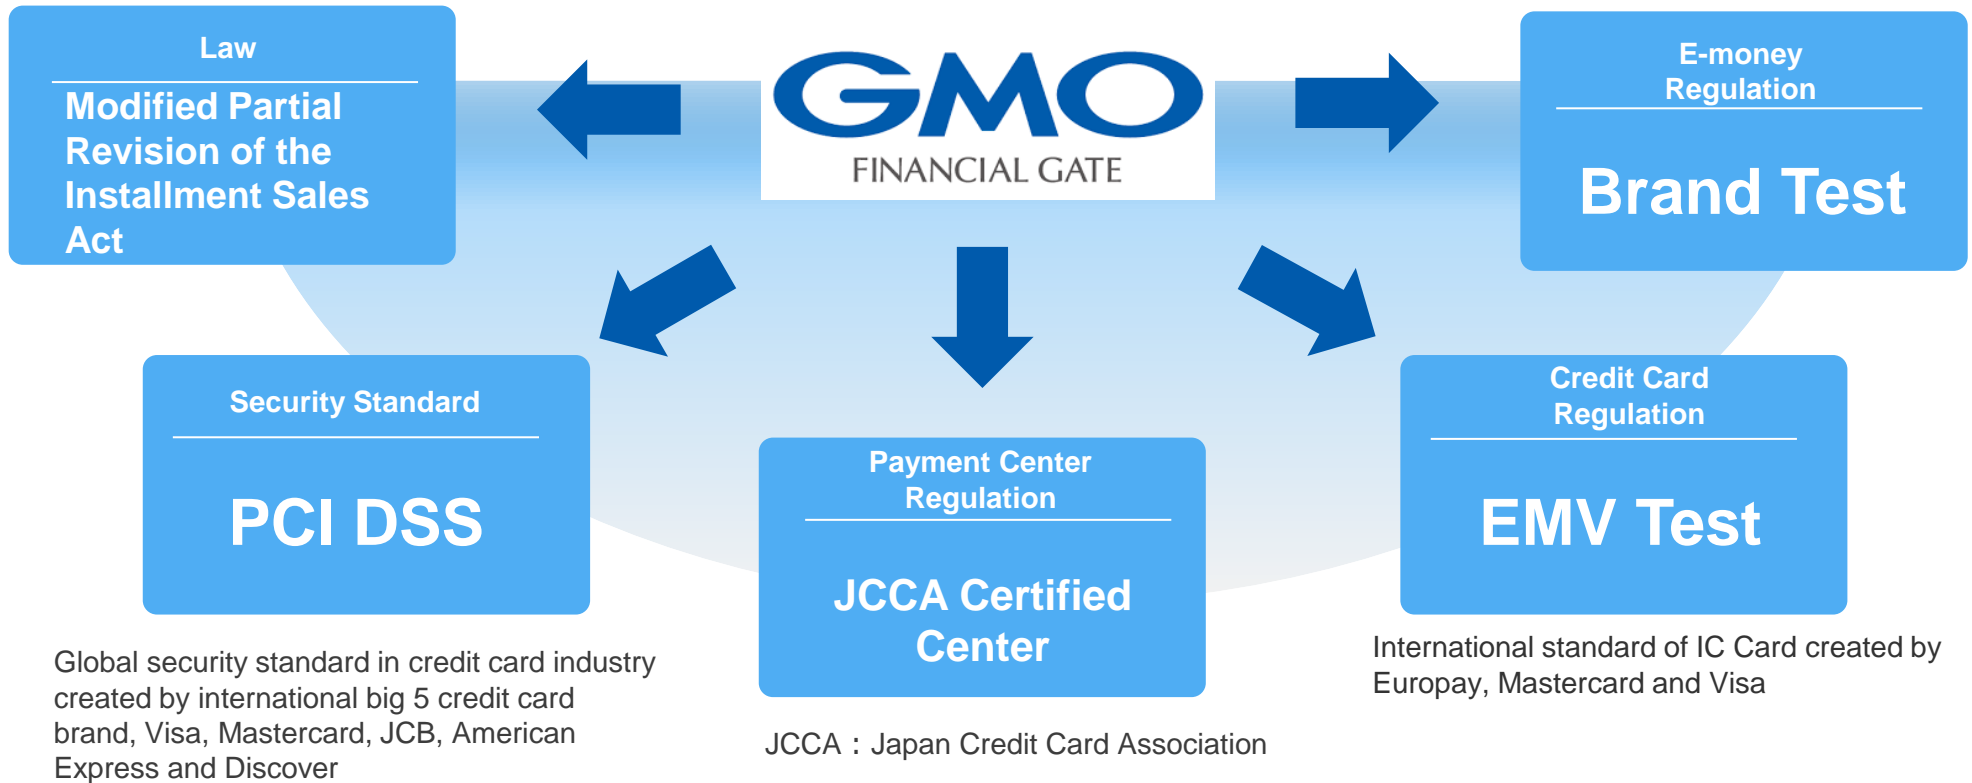 Law
Modified Partial
Revision of the
Installment Sales
Act
GMO
FINANCIAL GATE
E-money
Regulation
Brand Test
Security Standard
PCI DSS
Global security standard in credit card industry
created by international big 5 credit card
brand, Visa, Mastercard, JCB, American
Express and Discover
Payment Center
Regulation
JCCA Certified
Center
JCCA：Japan Credit Card Association
Credit Card
Regulation
EMV Test
International standard of IC Card created by
Europay, Mastercard and Visa